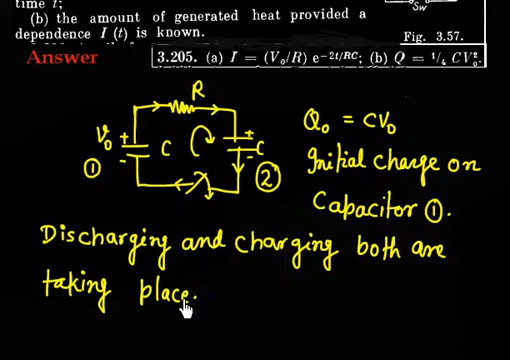 time t;
(b) the amount of generated heat provided a
dependence I (t) is known.
Sw
Fig. 3.57.
Answer
3.205. (a) I = (V₀/R) e⁻²ᵗ/ᴿᶜ; (b) Q = ¹/₄ CV₀².
R
V₀ + - C
+ - C
① ②
Q₀ = CV₀
Initial charge on
Capacitor ①.
Discharging and charging both are
taking place.